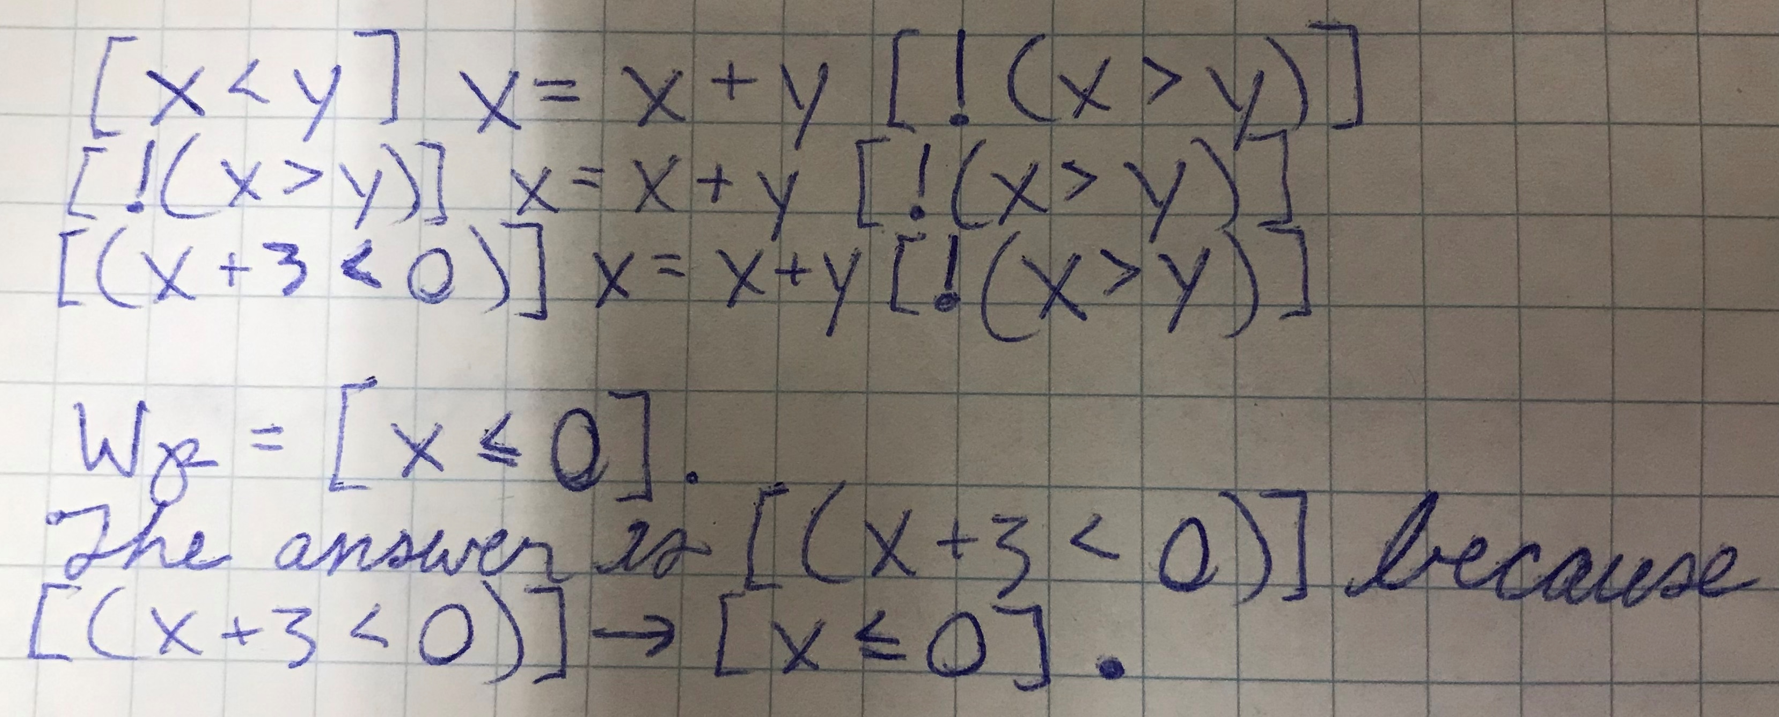 [x < y] x = x + y [!(x > y)]
[!(x > y)] x = x + y [!(x > y)]
[(x + 3 < 0)] x = x + y [!(x > y)]
Wp = [x ≤ 0].
The answer is [(x + 3 < 0)] because
[(x + 3 < 0)] → [x ≤ 0].